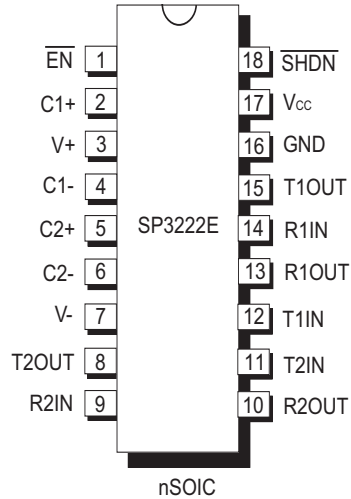 EN 1 18 SHDN
C1+ 2 17 Vcc
V+ 3 16 GND
C1- 4 15 T1OUT
C2+ 5 SP3222E 14 R1IN
C2- 6 13 R1OUT
V- 7 12 T1IN
T2OUT 8 11 T2IN
R2IN 9 10 R2OUT
nSOIC